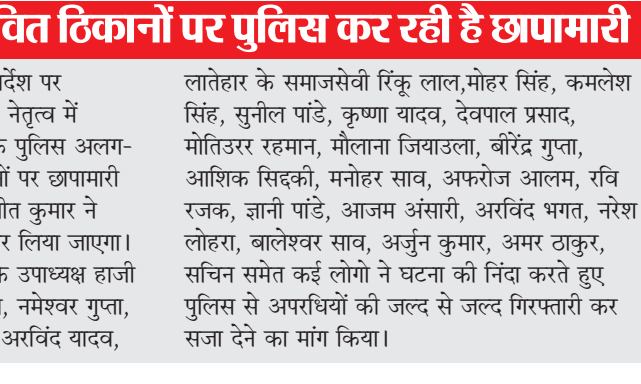 ठिकानों पर पुलिस कर रही है छापामारी
पर
नेतृत्व में
पुलिस अलग-
पर छापामारी
कुमार ने
लिया जाएगा।
उपाध्यक्ष हाजी
नमेश्वर गुप्ता,
अरविंद यादव,
लातेहार के समाजसेवी रिंकू लाल,मोहर सिंह, कमलेश
सिंह, सुनील पांडे, कृष्णा यादव, देवपाल प्रसाद,
मोतिउरर रहमान, मौलाना जियाउला, बीरेंद्र गुप्ता,
आशिक सिद्दकी, मनोहर साव, अफरोज आलम, रवि
रजक, ज्ञानी पांडे, आजम अंसारी, अरविंद भगत, नरेश
लोहरा, बालेश्वर साव, अर्जुन कुमार, अमर ठाकुर,
सचिन समेत कई लोगो ने घटना की निंदा करते हुए
पुलिस से अपरधियों की जल्द से जल्द गिरफ्तारी कर
सजा देने का मांग किया।